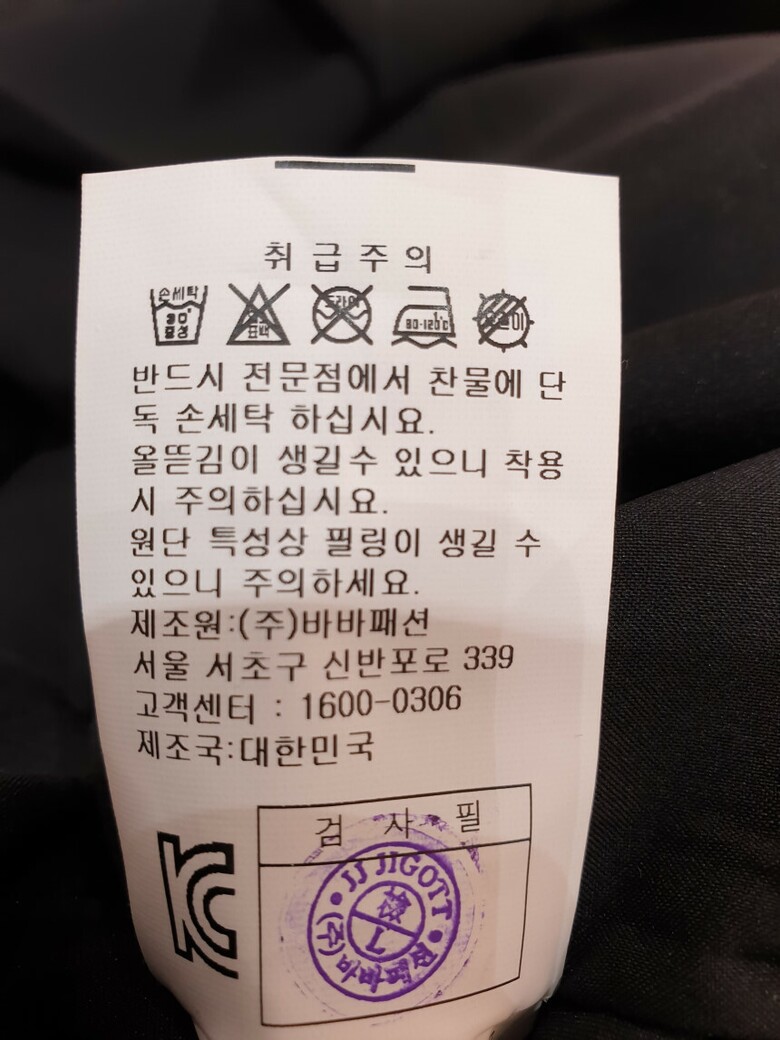 취급주의
손세탁 표백 드라이
30° 80-120°C
중성
반드시 전문점에서 찬물에 단
독 손세탁 하십시요.
올뜯김이 생길수 있으니 착용
시 주의하십시요.
원단 특성상 필링이 생길 수
있으니 주의하세요.
제조원:(주)바바패션
서울 서초구 신반포로 339
고객센터 : 1600-0306
제조국:대한민국
검 사 필
JJ JIGOTT
(주)바바패션